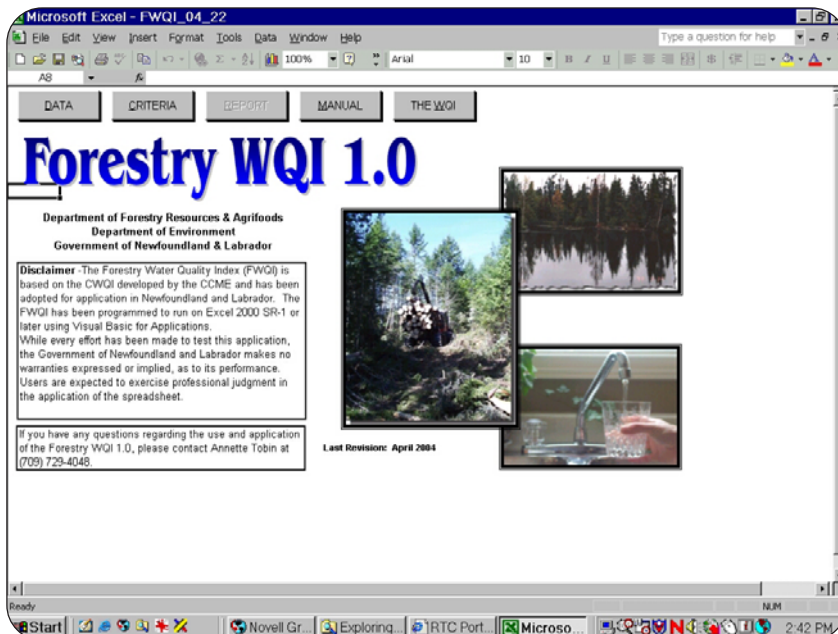 Microsoft Excel - FWQI_04_22
File Edit View Insert Format Tools Data Window Help
Type a question for help
100%
Arial
10
B I U
A8
fx
DATA
CRITERIA
REPORT
MANUAL
THE WQI
Forestry WQI 1.0
Department of Forestry Resources & Agrifoods
Department of Environment
Government of Newfoundland & Labrador
Disclaimer -The Forestry Water Quality Index (FWQI) is
based on the CWQI developed by the CCME and has been
adopted for application in Newfoundland and Labrador. The
FWQI has been programmed to run on Excel 2000 SR-1 or
later using Visual Basic for Applications.
While every effort has been made to test this application,
the Government of Newfoundland and Labrador makes no
warranties expressed or implied, as to its performance.
Users are expected to exercise professional judgment in
the application of the spreadsheet.
If you have any questions regarding the use and application
of the Forestry WQI 1.0, please contact Annette Tobin at
(709) 729-4048.
Last Revision: April 2004
Ready
NUM
Start
Novell Gr...
Exploring...
RTC Port...
Microso...
2:42 PM